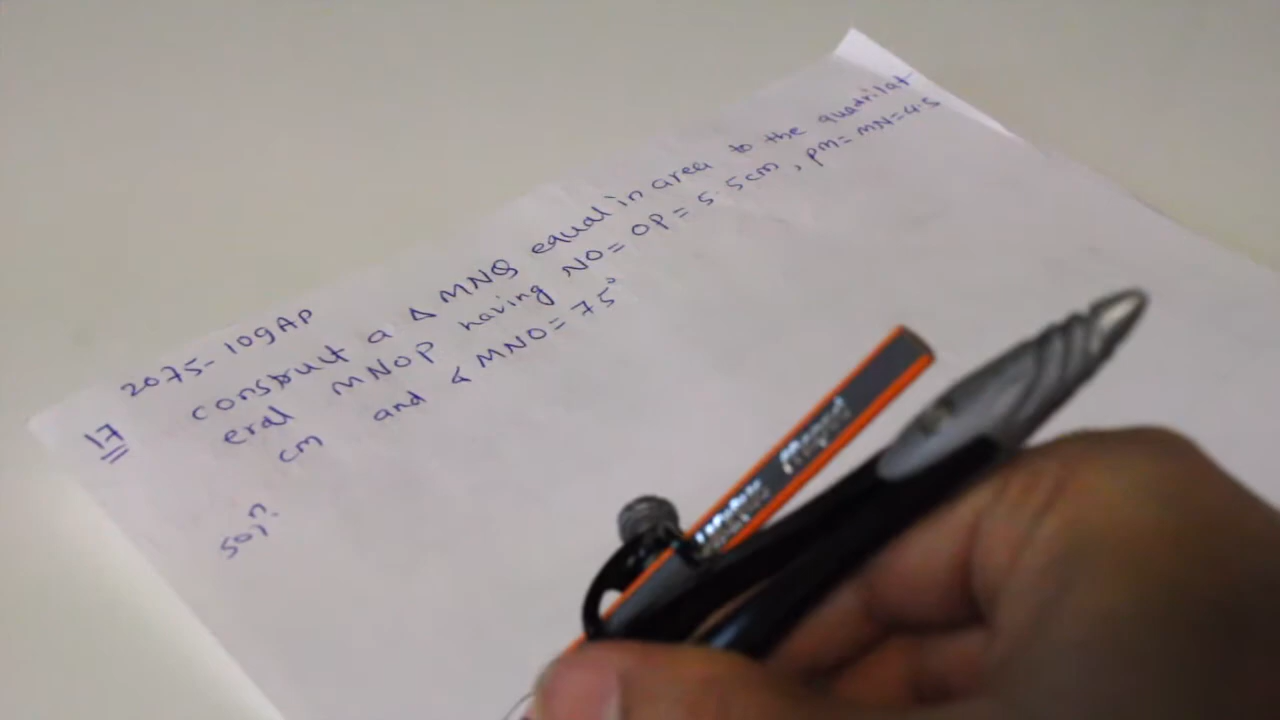 2075-109AP
17 construct a Δ MNQ equal in area to the quadrilat
eral MNOP having NO= OP= 5.5cm, PM= MN=4.5
cm and ∠MNO= 75°
solⁿ: